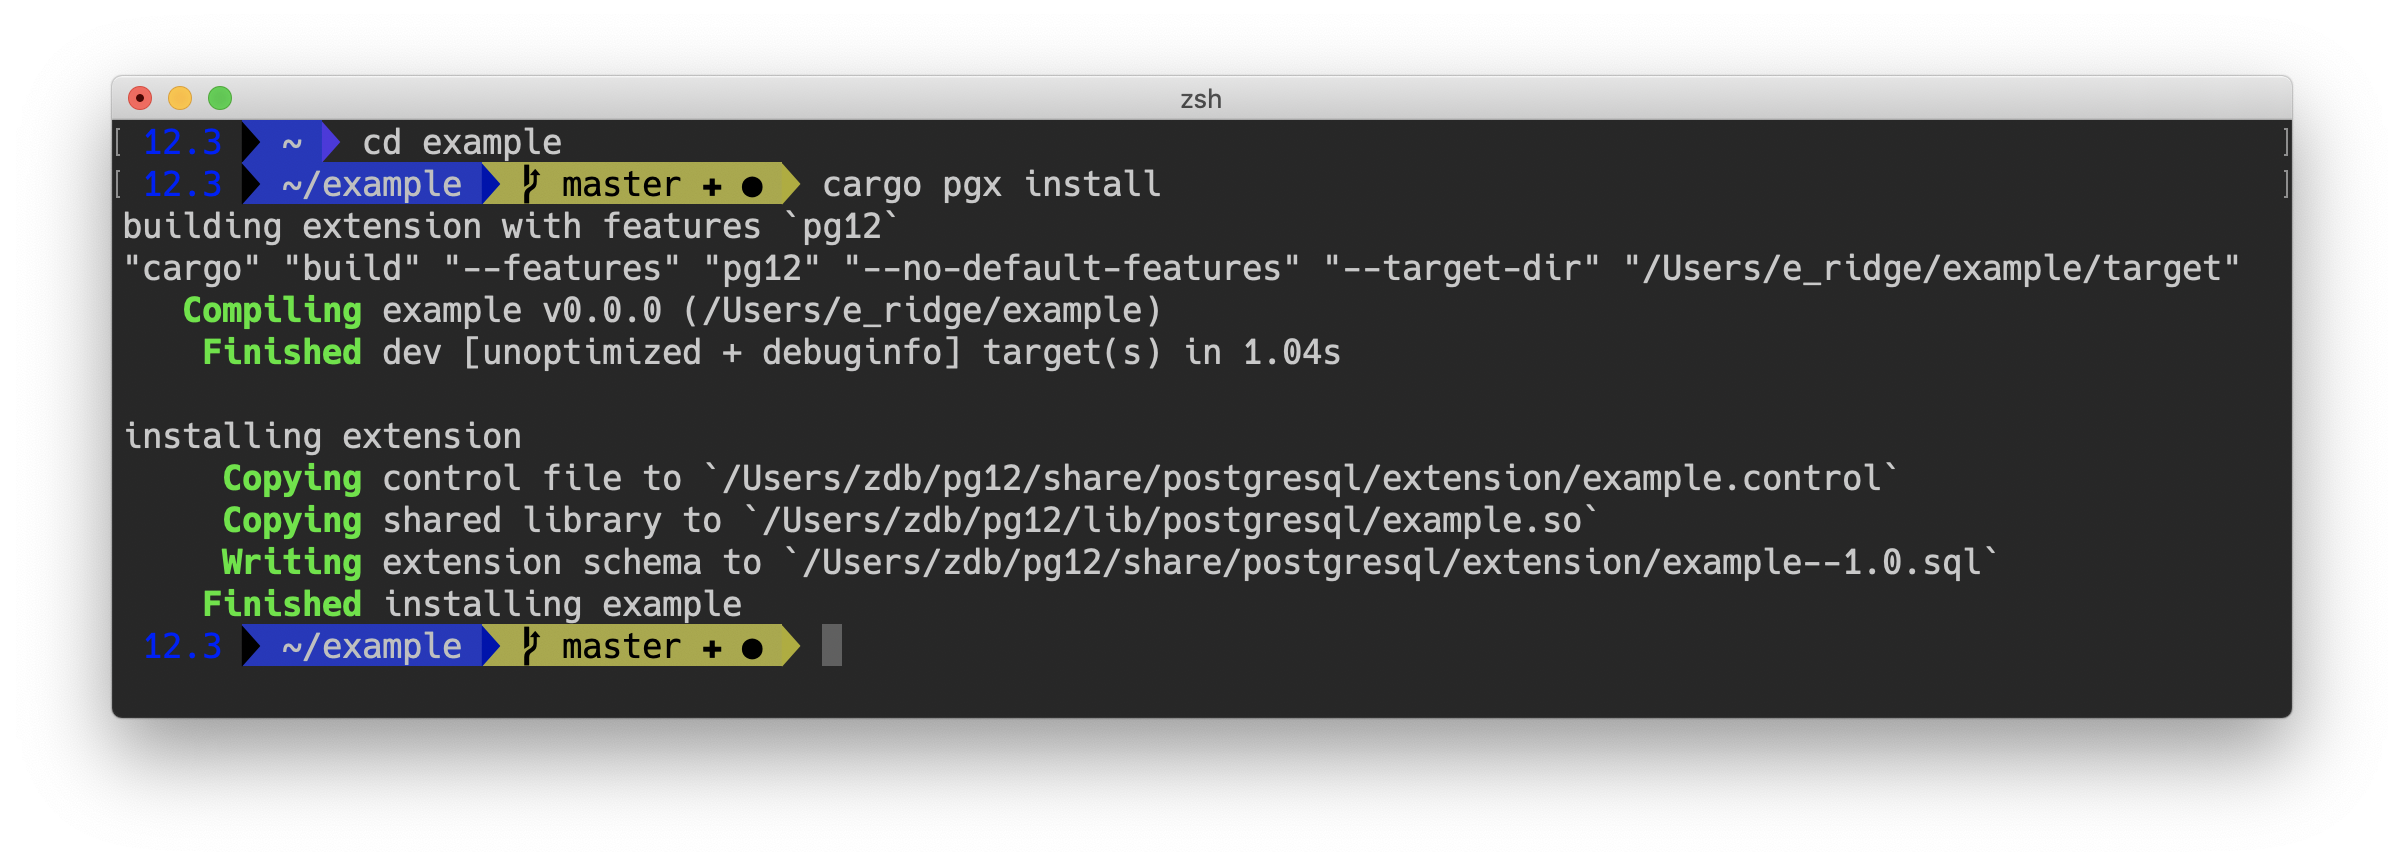 zsh
[ 12.3 ~ cd example ]
[ 12.3 ~/example master ✚ ● cargo pgx install ]
building extension with features `pg12`
"cargo" "build" "--features" "pg12" "--no-default-features" "--target-dir" "/Users/e_ridge/example/target"
Compiling example v0.0.0 (/Users/e_ridge/example)
Finished dev [unoptimized + debuginfo] target(s) in 1.04s
installing extension
Copying control file to `/Users/zdb/pg12/share/postgresql/extension/example.control`
Copying shared library to `/Users/zdb/pg12/lib/postgresql/example.so`
Writing extension schema to `/Users/zdb/pg12/share/postgresql/extension/example--1.0.sql`
Finished installing example
12.3 ~/example master ✚ ●